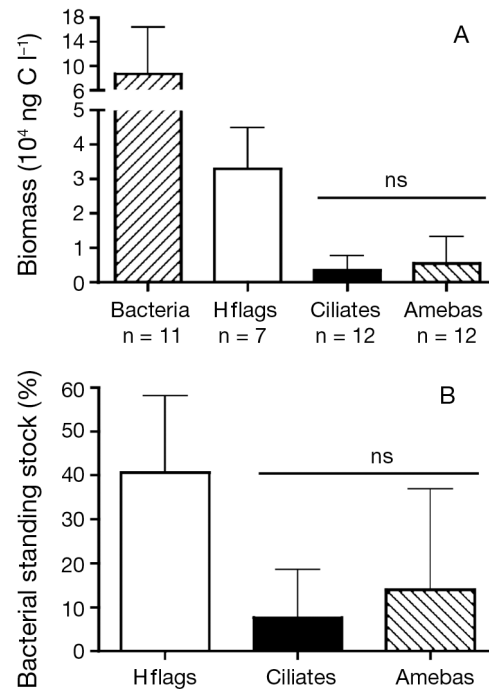 A
Biomass (10⁴ ng C l⁻¹)
18
14
10
6
5
4
3
2
1
0
ns
Bacteria Hflags Ciliates Amebas
n = 11 n = 7 n = 12 n = 12
B
Bacterial standing stock (%)
60
50
40
30
20
10
0
ns
Hflags Ciliates Amebas